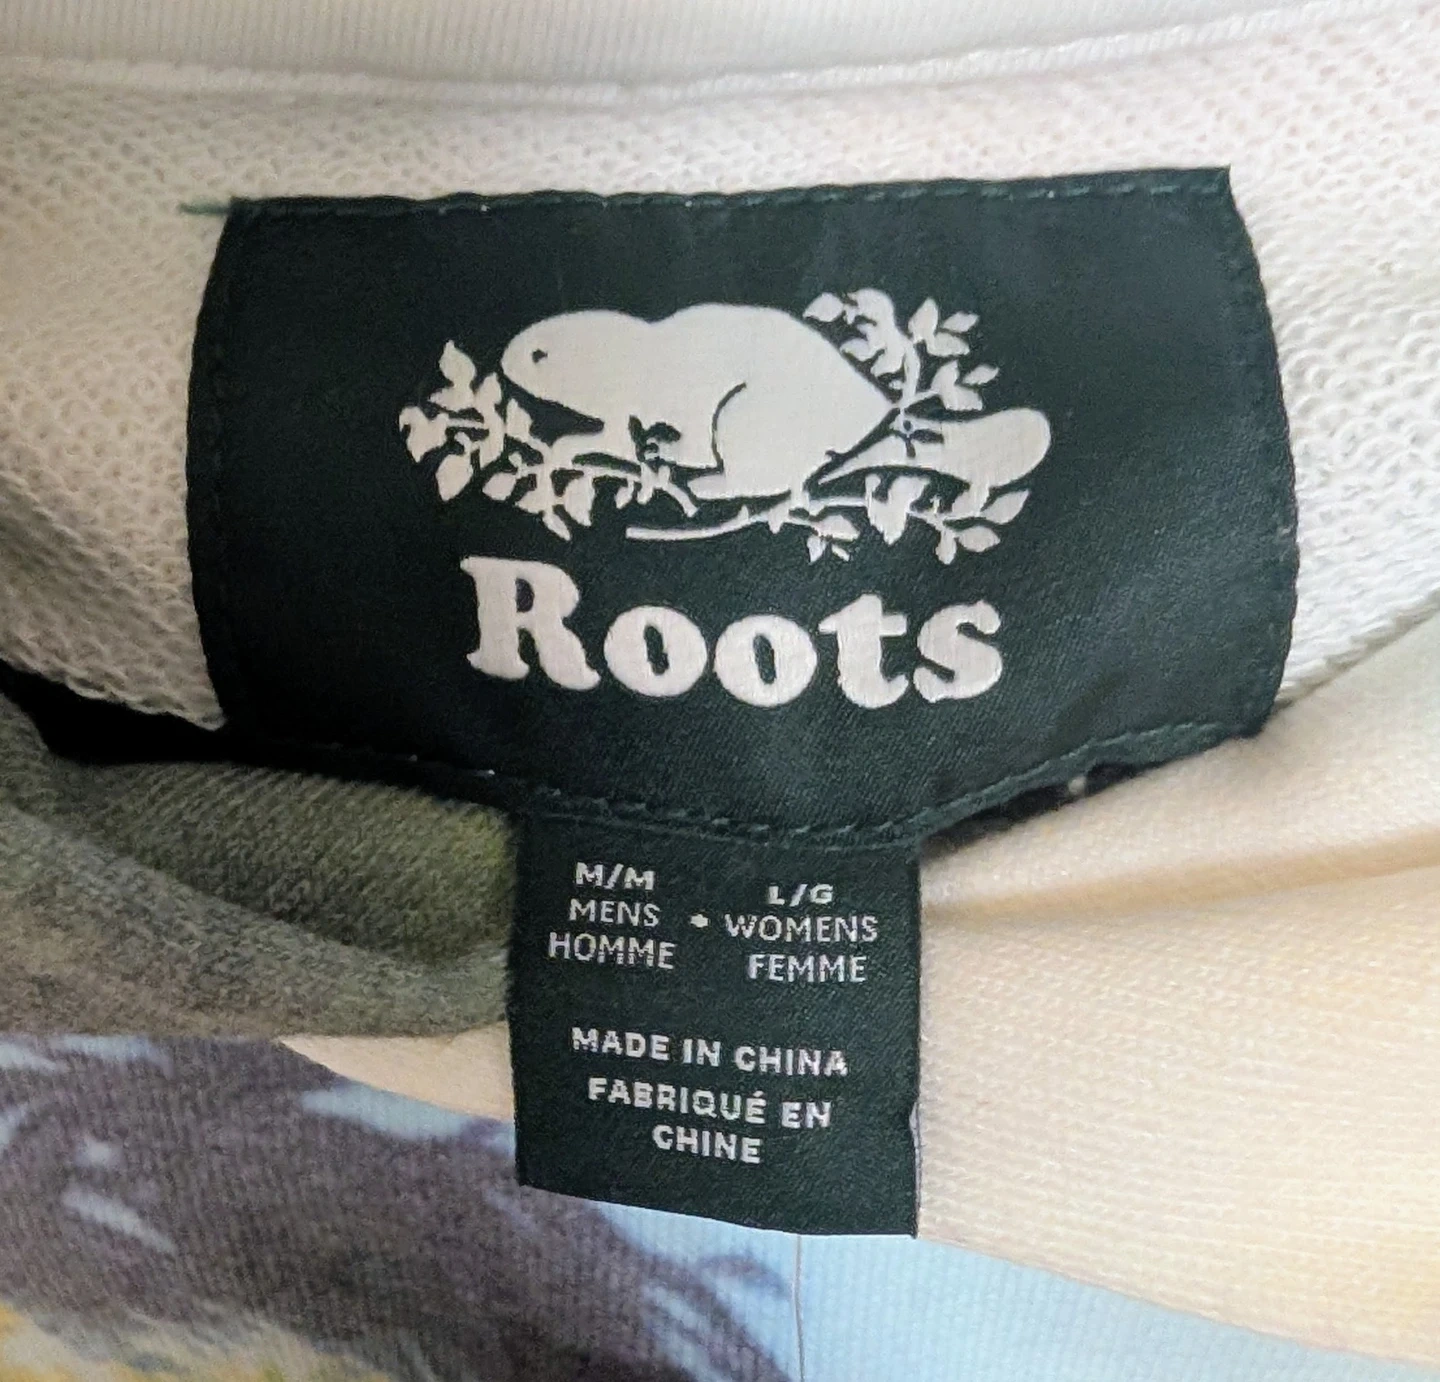 Roots
M/M
MENS
HOMME
•
L/G
WOMENS
FEMME
MADE IN CHINA
FABRIQUÉ EN
CHINE